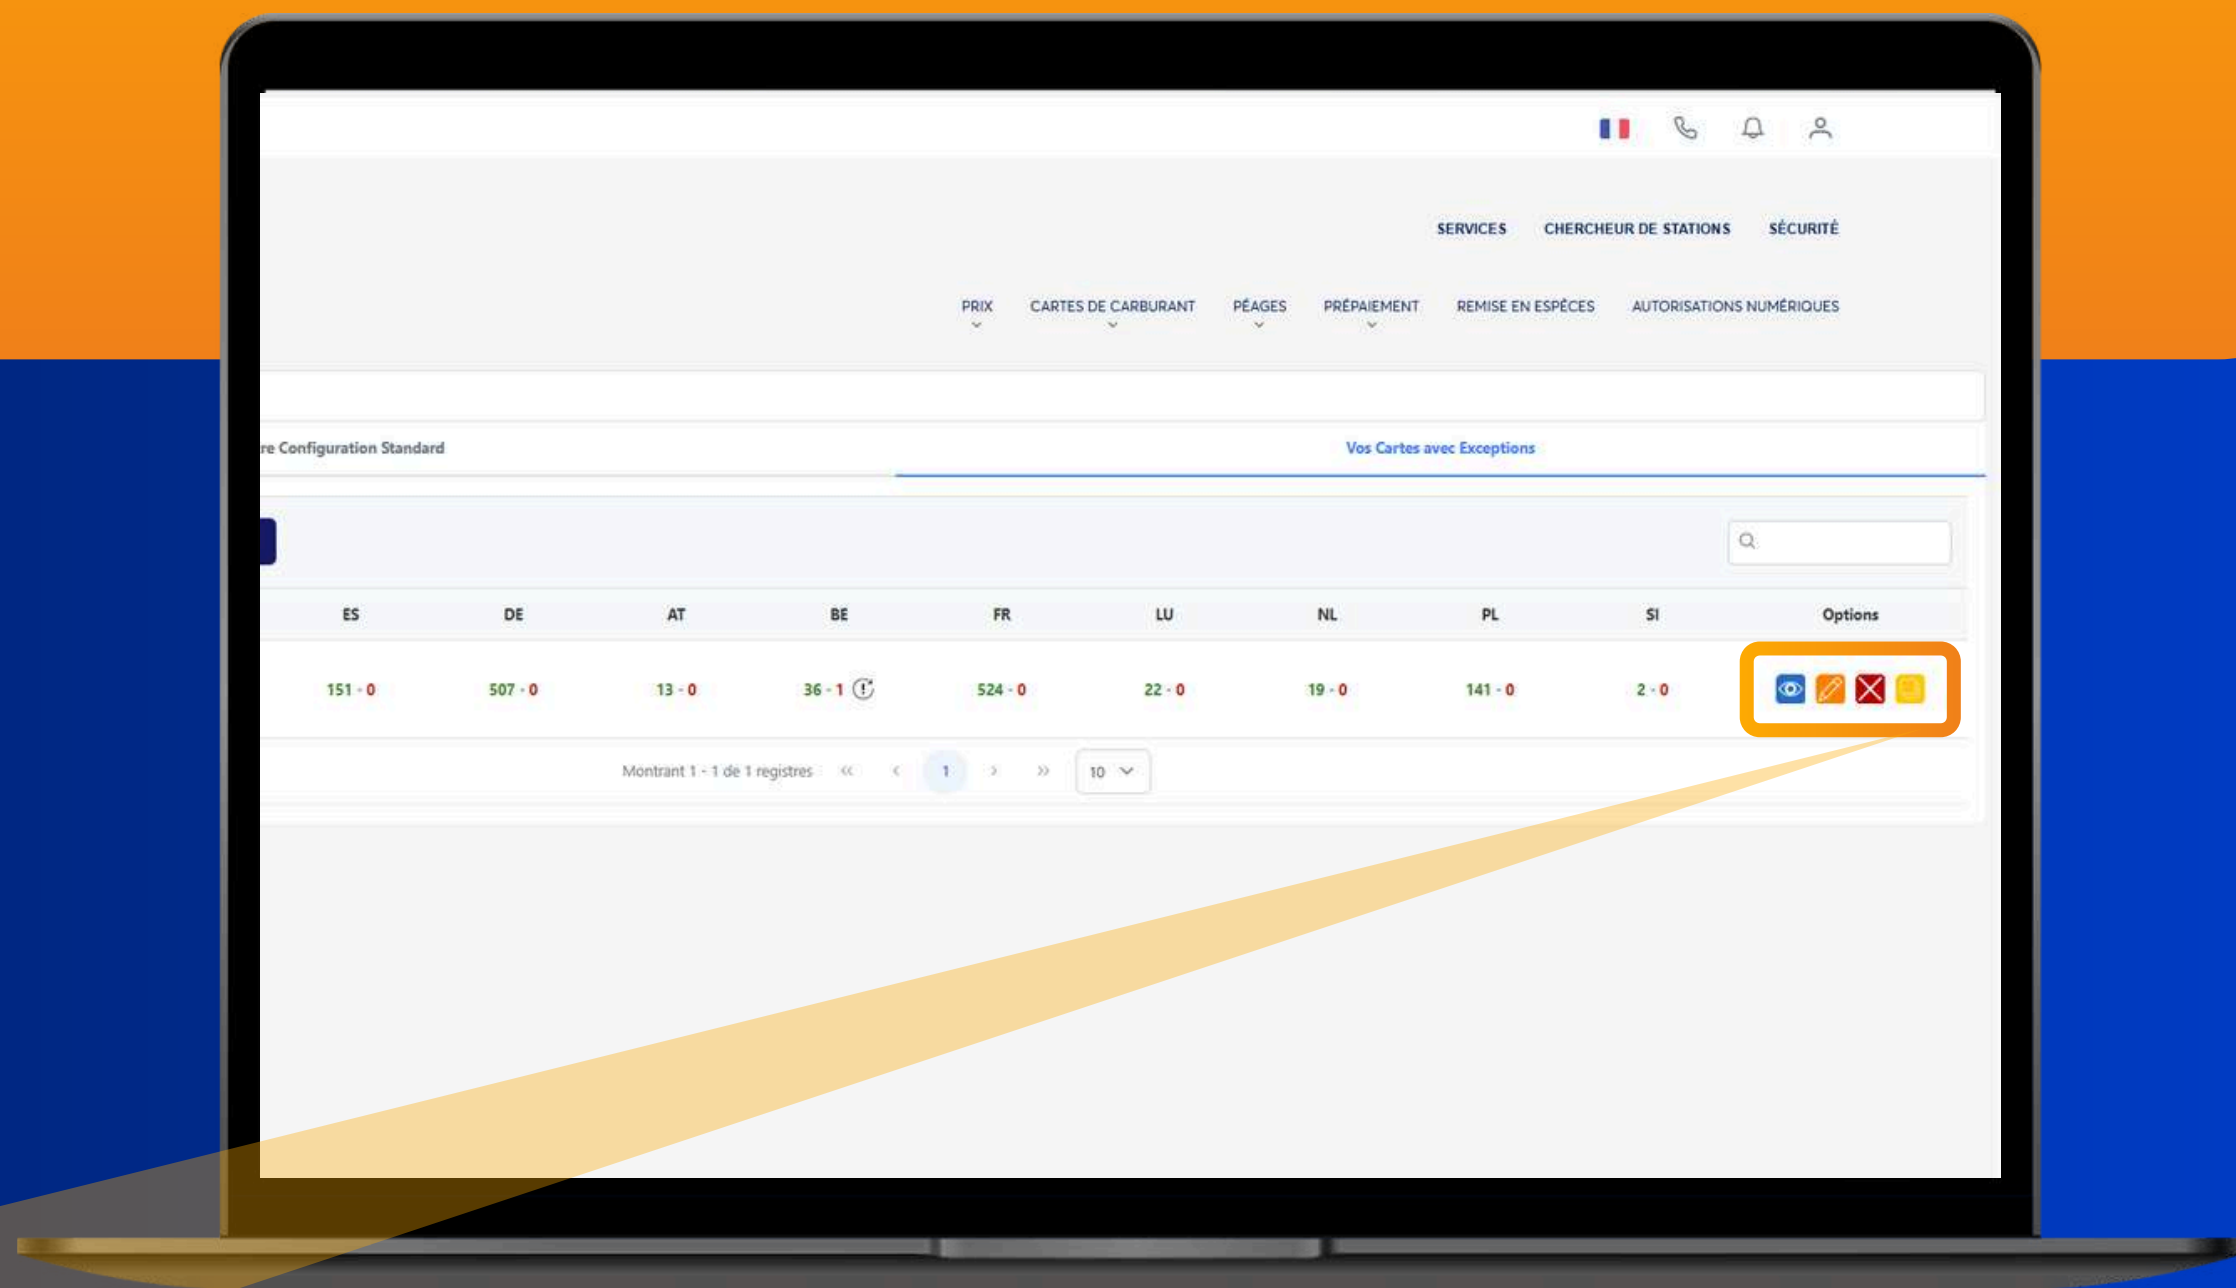 SERVICES CHERCHEUR DE STATIONS SÉCURITÉ
PRIX CARTES DE CARBURANT PÉAGES PRÉPAIEMENT REMISE EN ESPÈCES AUTORISATIONS NUMÉRIQUES
re Configuration Standard Vos Cartes avec Exceptions
ES DE AT BE FR LU NL PL SI Options
151 - 0 507 - 0 13 - 0 36 - 1 524 - 0 22 - 0 19 - 0 141 - 0 2 - 0
Montrant 1 - 1 de 1 registres « ‹ 1 › » 10